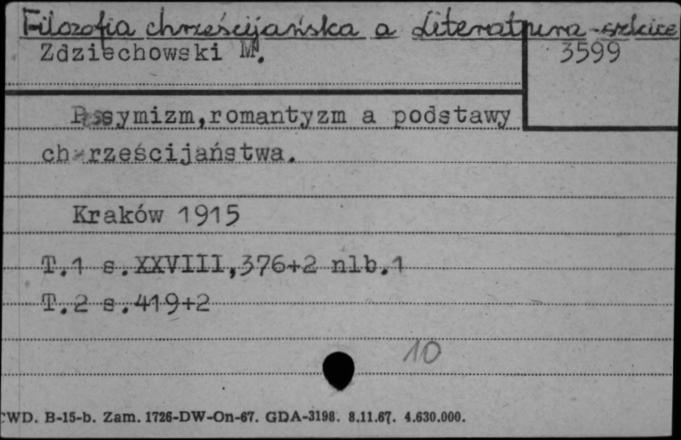 Filozofia chrześcijańska a Literatura - szkice
Zdziechowski M.
3599
Pesymizm,romantyzm a podstawy
chrześcijaństwa.
Kraków 1915
T.1 s.XXVIII,376+2 nlb.1
T.2 s.419+2
10
CWD. B-15-b. Zam. 1726-DW-On-67. GDA-3198. 8.11.67. 4.630.000.